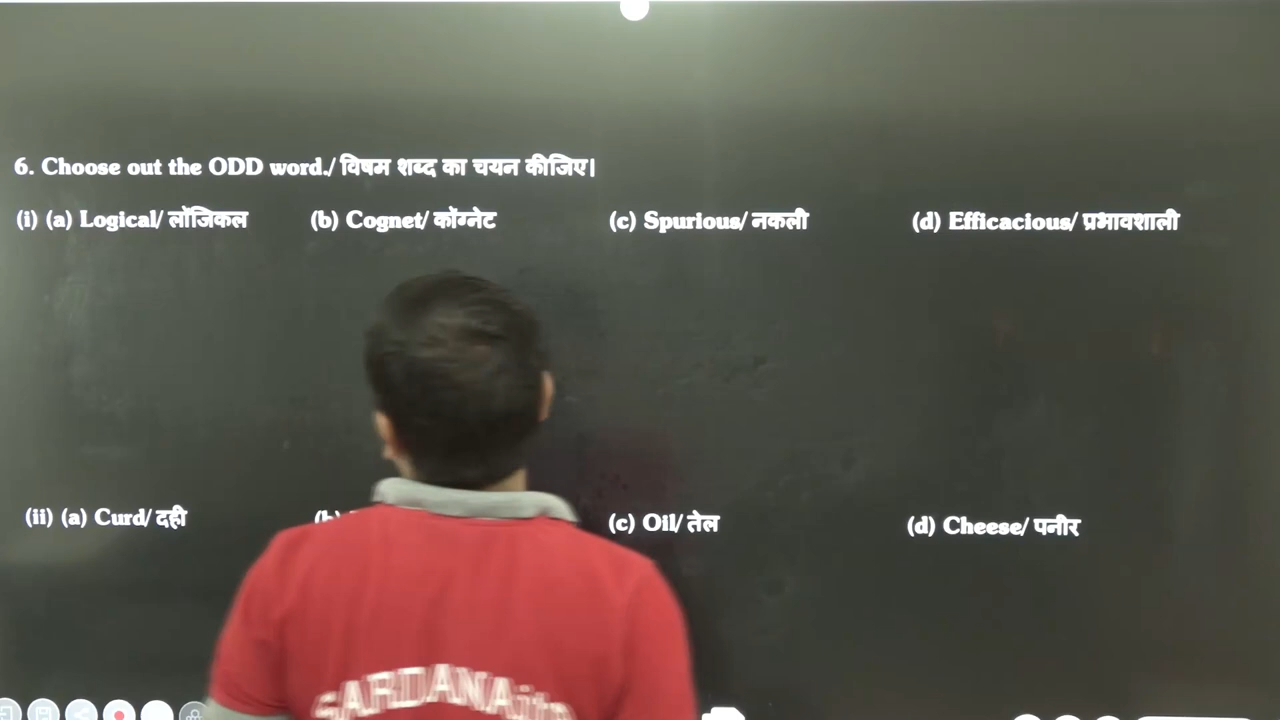 6. Choose out the ODD word./ विषम शब्द का चयन कीजिए।
(i) (a) Logical/ लॉजिकल (b) Cognet/ कॉग्नेट (c) Spurious/ नकली (d) Efficacious/ प्रभावशाली
(ii) (a) Curd/ दही (b) (c) Oil/ तेल (d) Cheese/ पनीर
SARDANAits